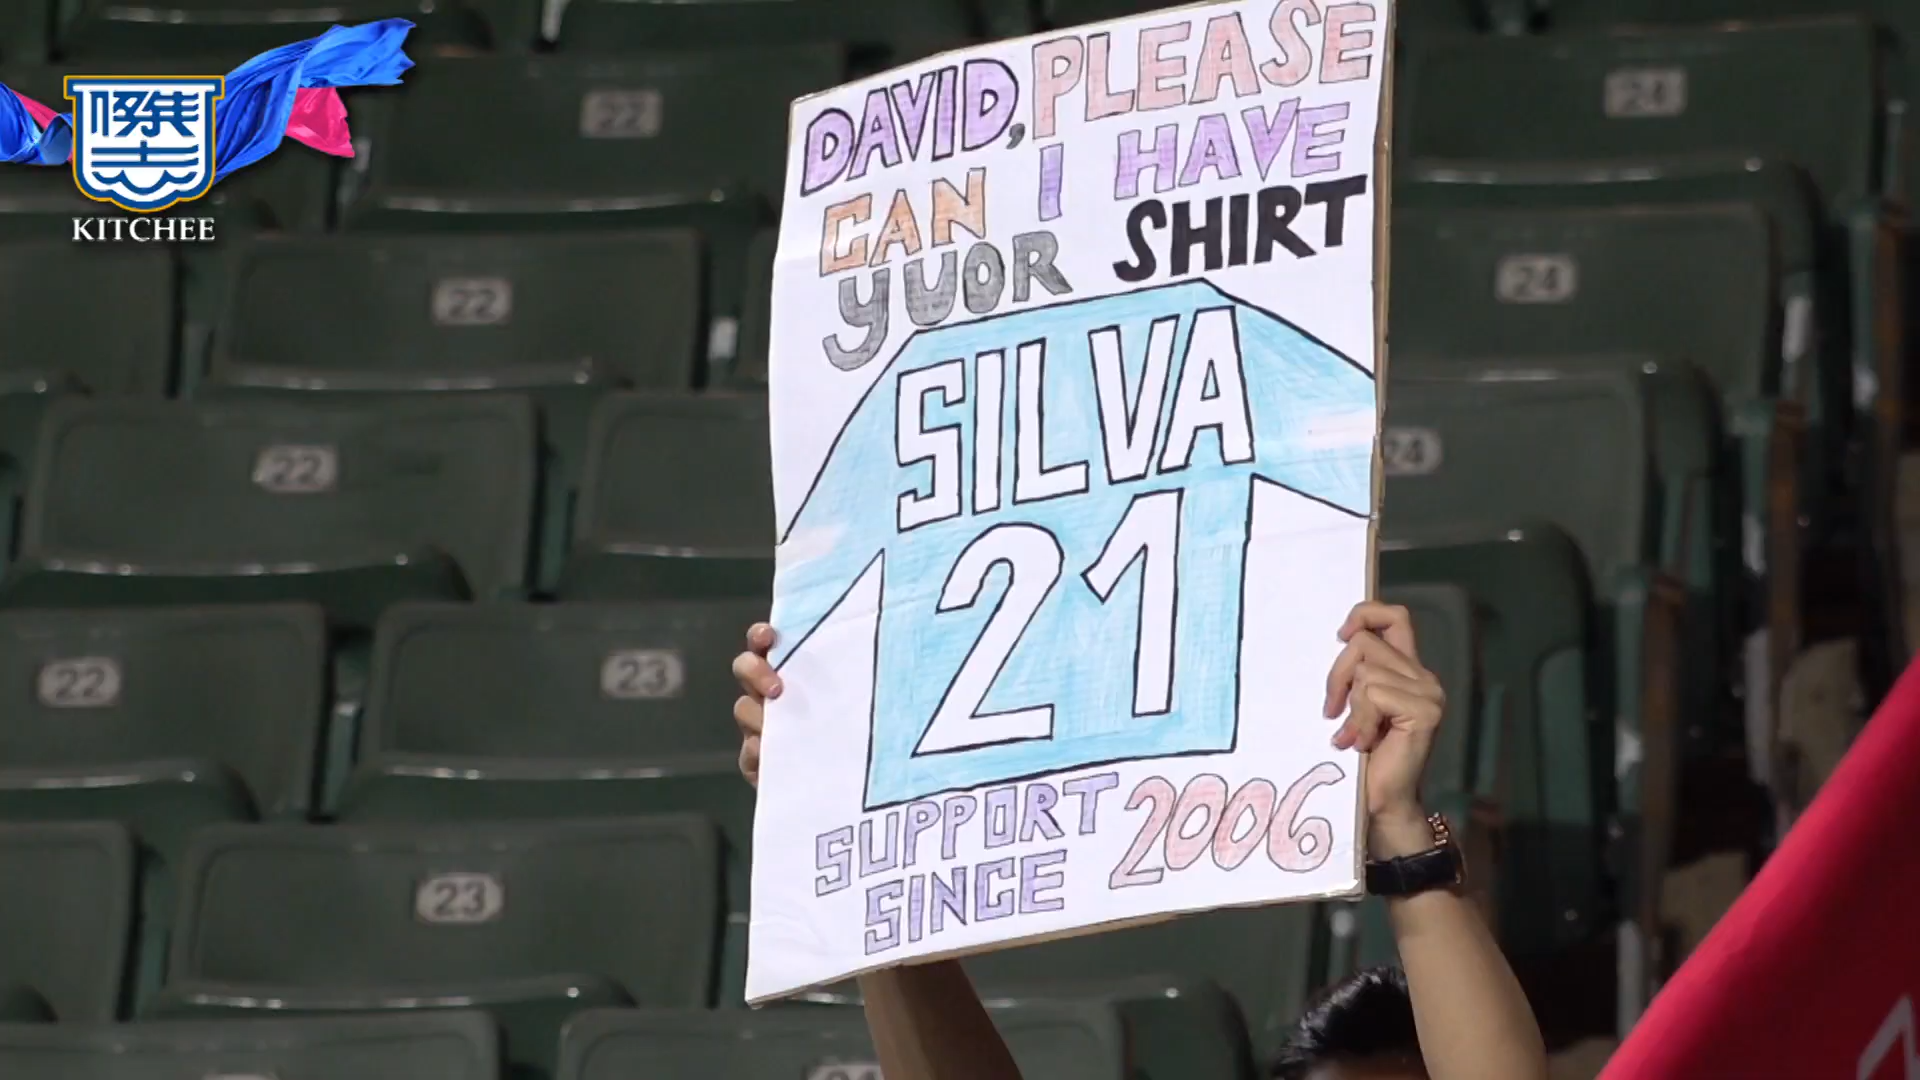 傑志
KITCHEE
DAVID, PLEASE
CAN I HAVE
YUOR SHIRT
SILVA
21
SUPPORT 2006
SINCE
22
24
22
24
22
24
22
23
23